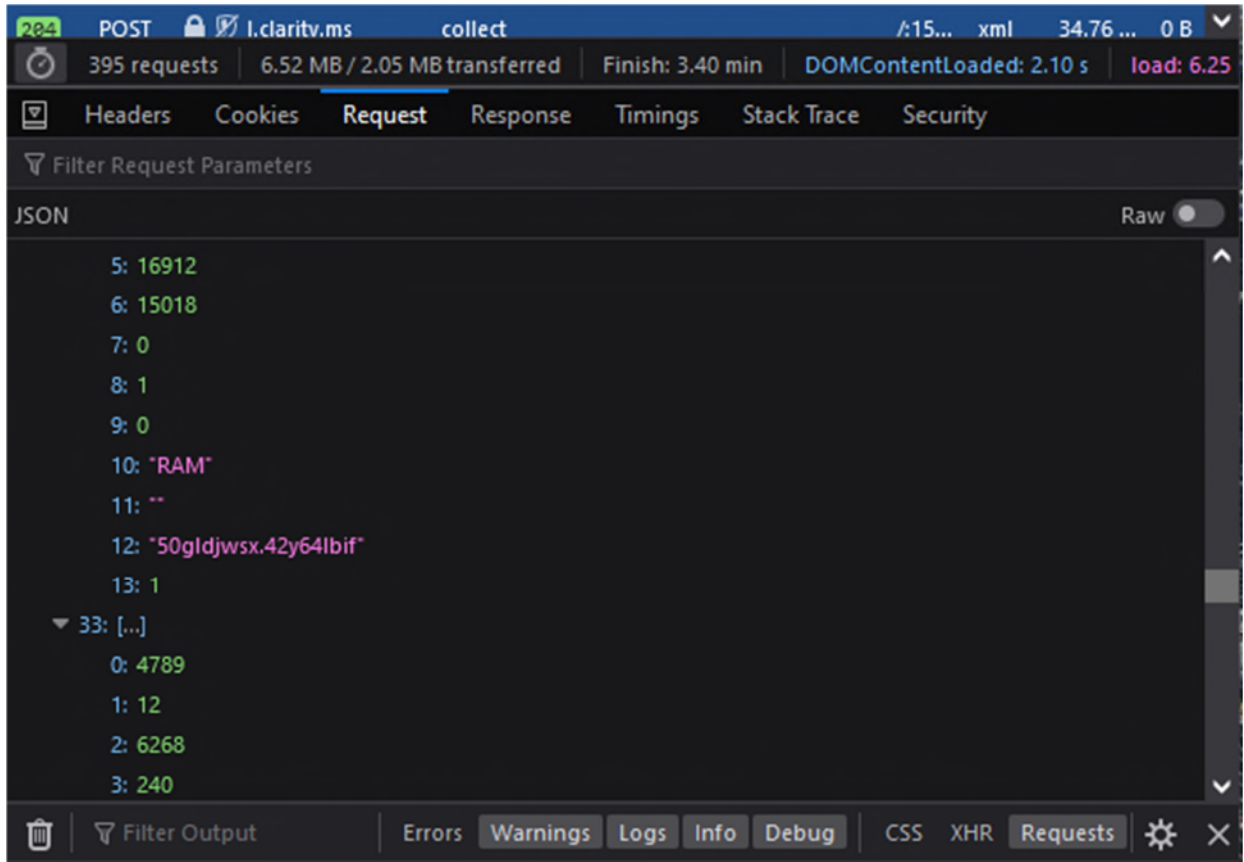 204 POST l.clarity.ms collect /:15... xml 34.76 ... 0 B
395 requests 6.52 MB / 2.05 MB transferred Finish: 3.40 min DOMContentLoaded: 2.10 s load: 6.25
Headers Cookies Request Response Timings Stack Trace Security
Filter Request Parameters
JSON Raw
5: 16912
6: 15018
7: 0
8: 1
9: 0
10: "RAM"
11: ""
12: "50gldjwsx.42y64lbif"
13: 1
33: [...]
0: 4789
1: 12
2: 6268
3: 240
Filter Output Errors Warnings Logs Info Debug CSS XHR Requests